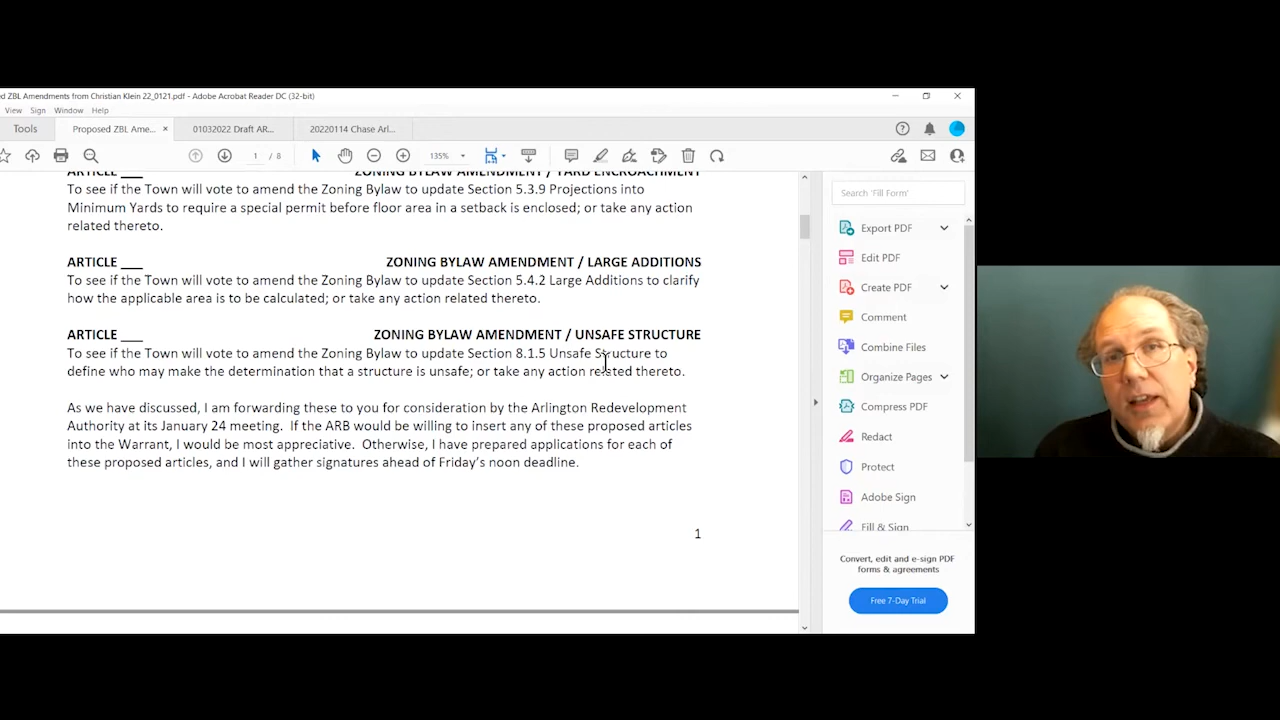 ed ZBL Amendments from Christian Klein 22_0121.pdf - Adobe Acrobat Reader DC (32-bit)
View Sign Window Help
Tools Proposed ZBL Ame... × 01032022 Draft AR... 20220114 Chase Arl...
1 / 8 135%
ARTICLE ___ ZONING BYLAW AMENDMENT / YARD ENCROACHMENT
To see if the Town will vote to amend the Zoning Bylaw to update Section 5.3.9 Projections into
Minimum Yards to require a special permit before floor area in a setback is enclosed; or take any action
related thereto.
ARTICLE ___ ZONING BYLAW AMENDMENT / LARGE ADDITIONS
To see if the Town will vote to amend the Zoning Bylaw to update Section 5.4.2 Large Additions to clarify
how the applicable area is to be calculated; or take any action related thereto.
ARTICLE ___ ZONING BYLAW AMENDMENT / UNSAFE STRUCTURE
To see if the Town will vote to amend the Zoning Bylaw to update Section 8.1.5 Unsafe Structure to
define who may make the determination that a structure is unsafe; or take any action related thereto.
As we have discussed, I am forwarding these to you for consideration by the Arlington Redevelopment
Authority at its January 24 meeting. If the ARB would be willing to insert any of these proposed articles
into the Warrant, I would be most appreciative. Otherwise, I have prepared applications for each of
these proposed articles, and I will gather signatures ahead of Friday's noon deadline.
1
Search 'Fill Form'
Export PDF
Edit PDF
Create PDF
Comment
Combine Files
Organize Pages
Compress PDF
Redact
Protect
Adobe Sign
Fill & Sign
Convert, edit and e-sign PDF
forms & agreements
Free 7-Day Trial